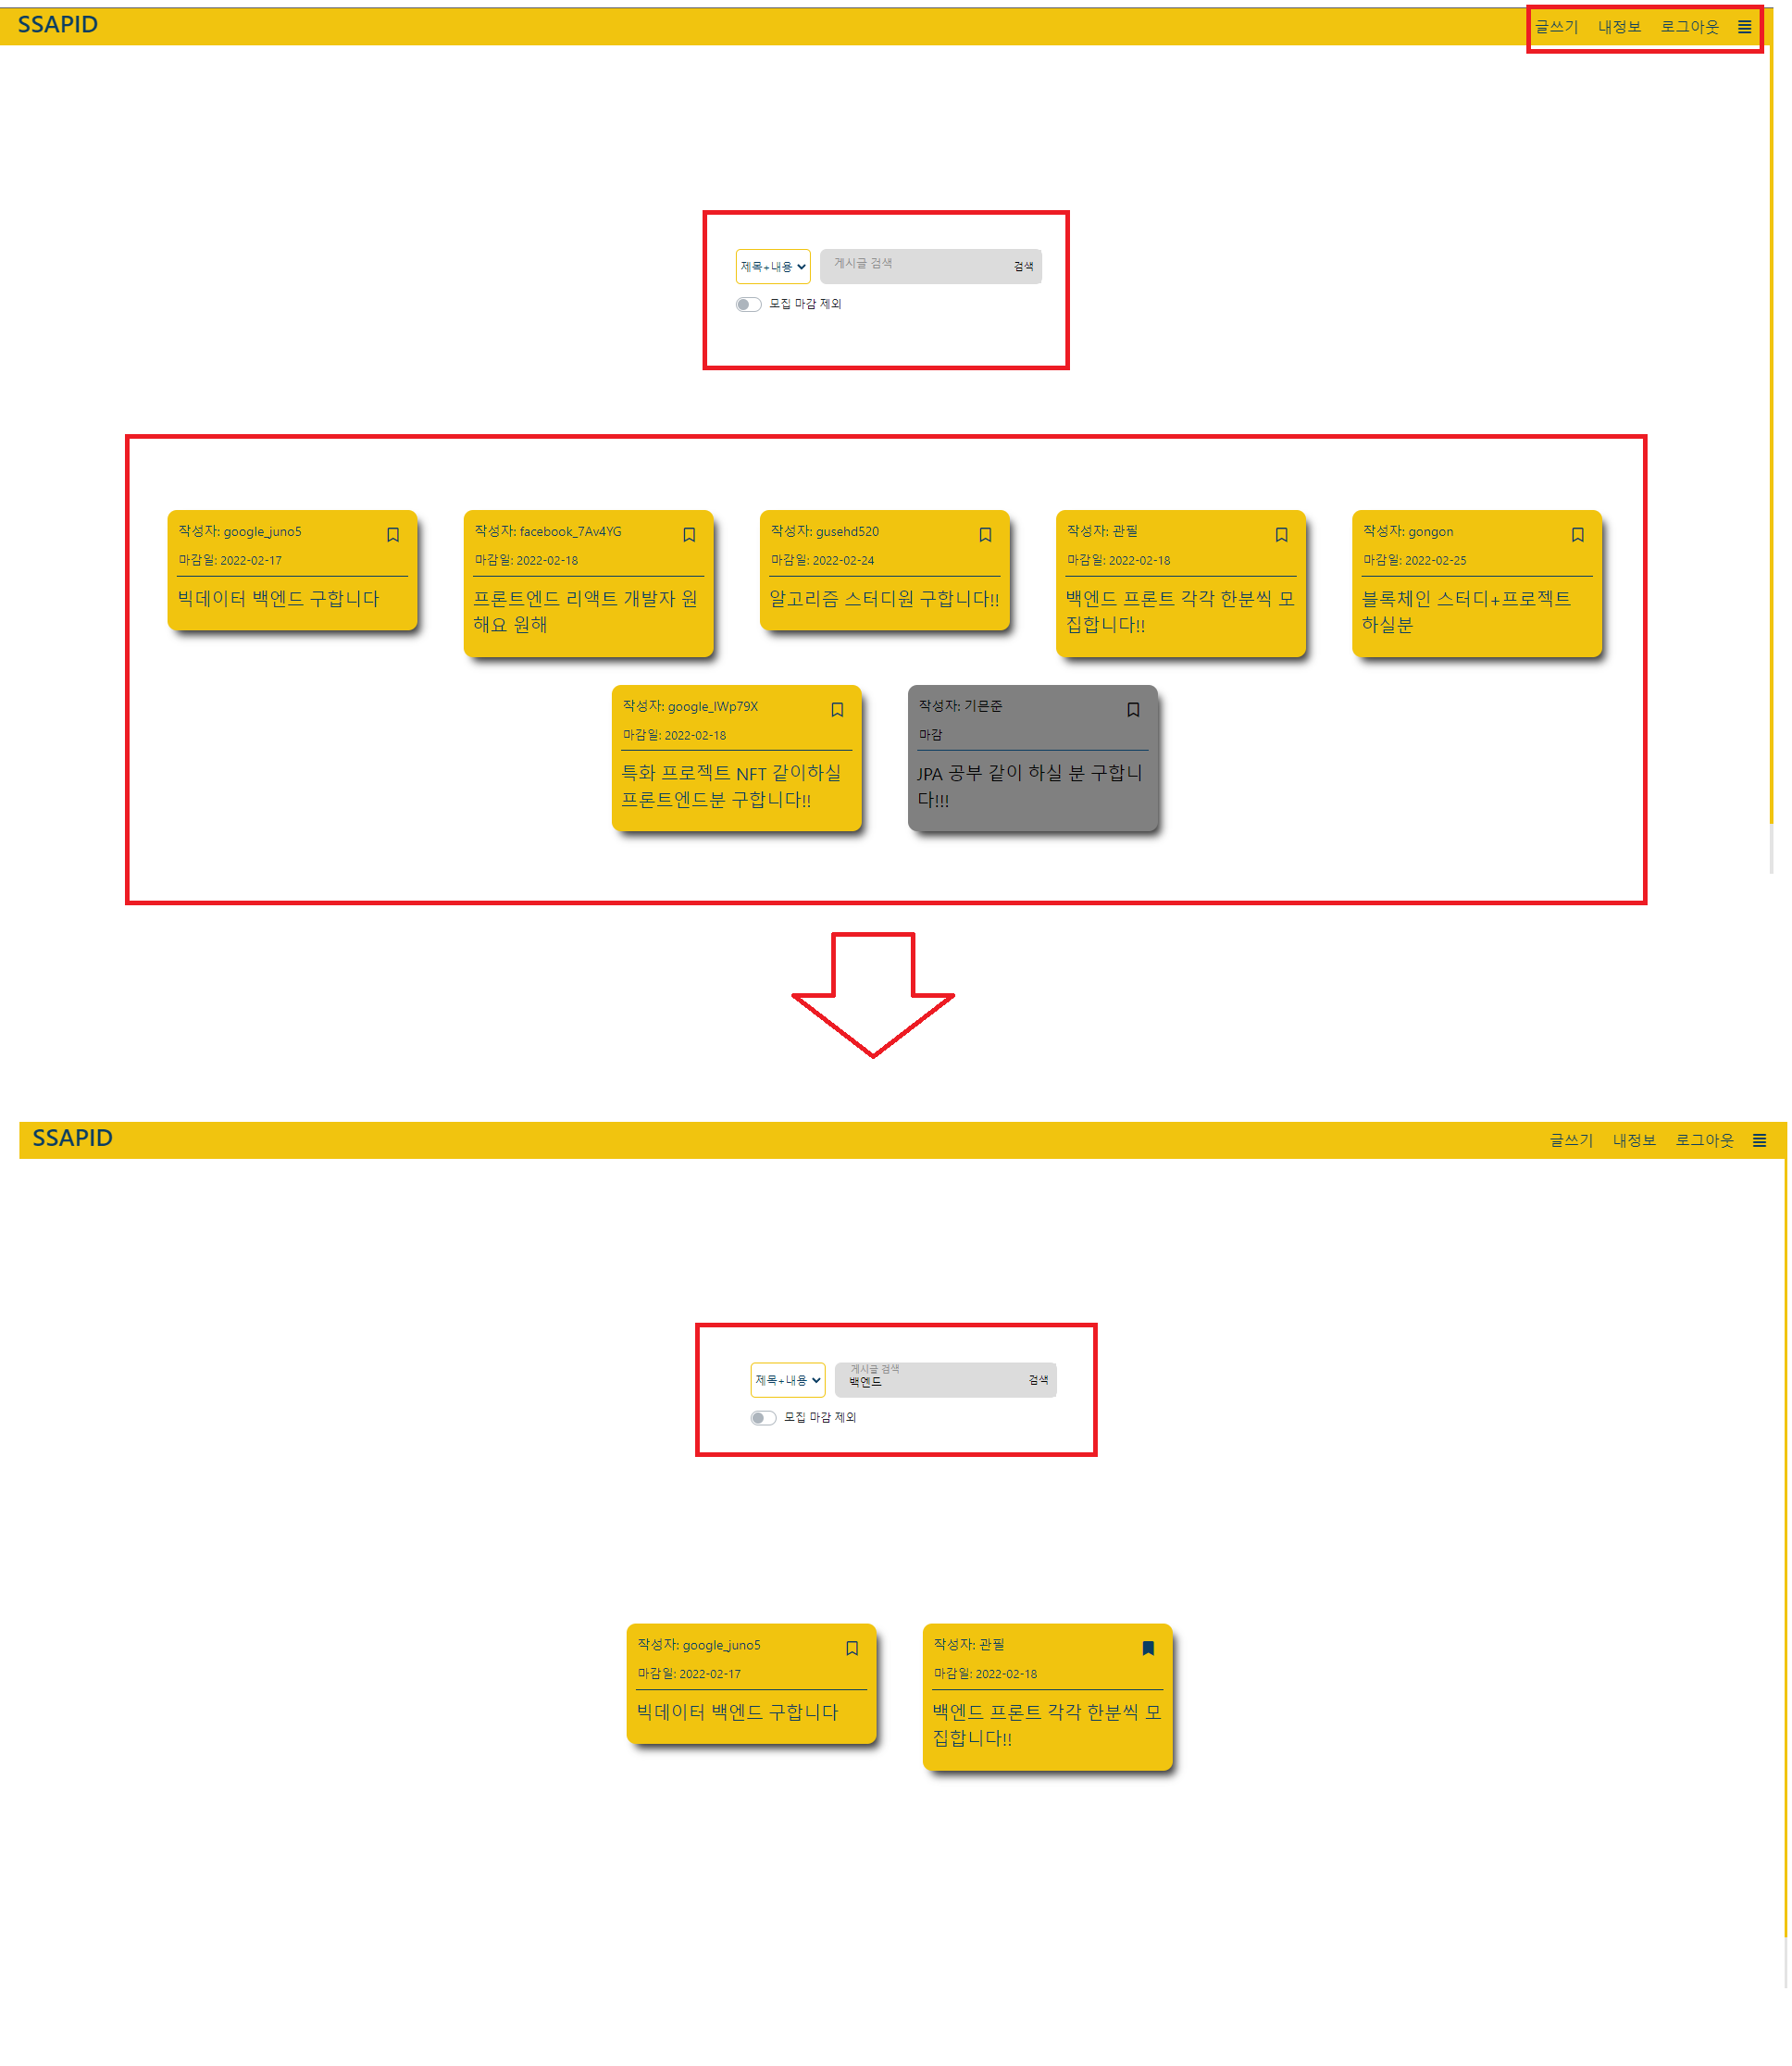 SSAPID
글쓰기 내정보 로그아웃
제목+내용 게시글 검색 검색
모집 마감 제외
작성자: google_juno5
마감일: 2022-02-17
빅데이터 백엔드 구합니다
작성자: facebook_7Av4YG
마감일: 2022-02-18
프론트엔드 리액트 개발자 원
해요 원해
작성자: gusehd520
마감일: 2022-02-24
알고리즘 스터디원 구합니다!!
작성자: 관필
마감일: 2022-02-18
백엔드 프론트 각각 한분씩 모
집합니다!!
작성자: gongon
마감일: 2022-02-25
블록체인 스터디+프로젝트
하실분
작성자: google_lWp79X
마감일: 2022-02-18
특화 프로젝트 NFT 같이하실
프론트엔드분 구합니다!!
작성자: 기믄준
마감
JPA 공부 같이 하실 분 구합니
다!!!
SSAPID
글쓰기 내정보 로그아웃
게시글 검색
제목+내용 백엔드 검색
모집 마감 제외
작성자: google_juno5
마감일: 2022-02-17
빅데이터 백엔드 구합니다
작성자: 관필
마감일: 2022-02-18
백엔드 프론트 각각 한분씩 모
집합니다!!